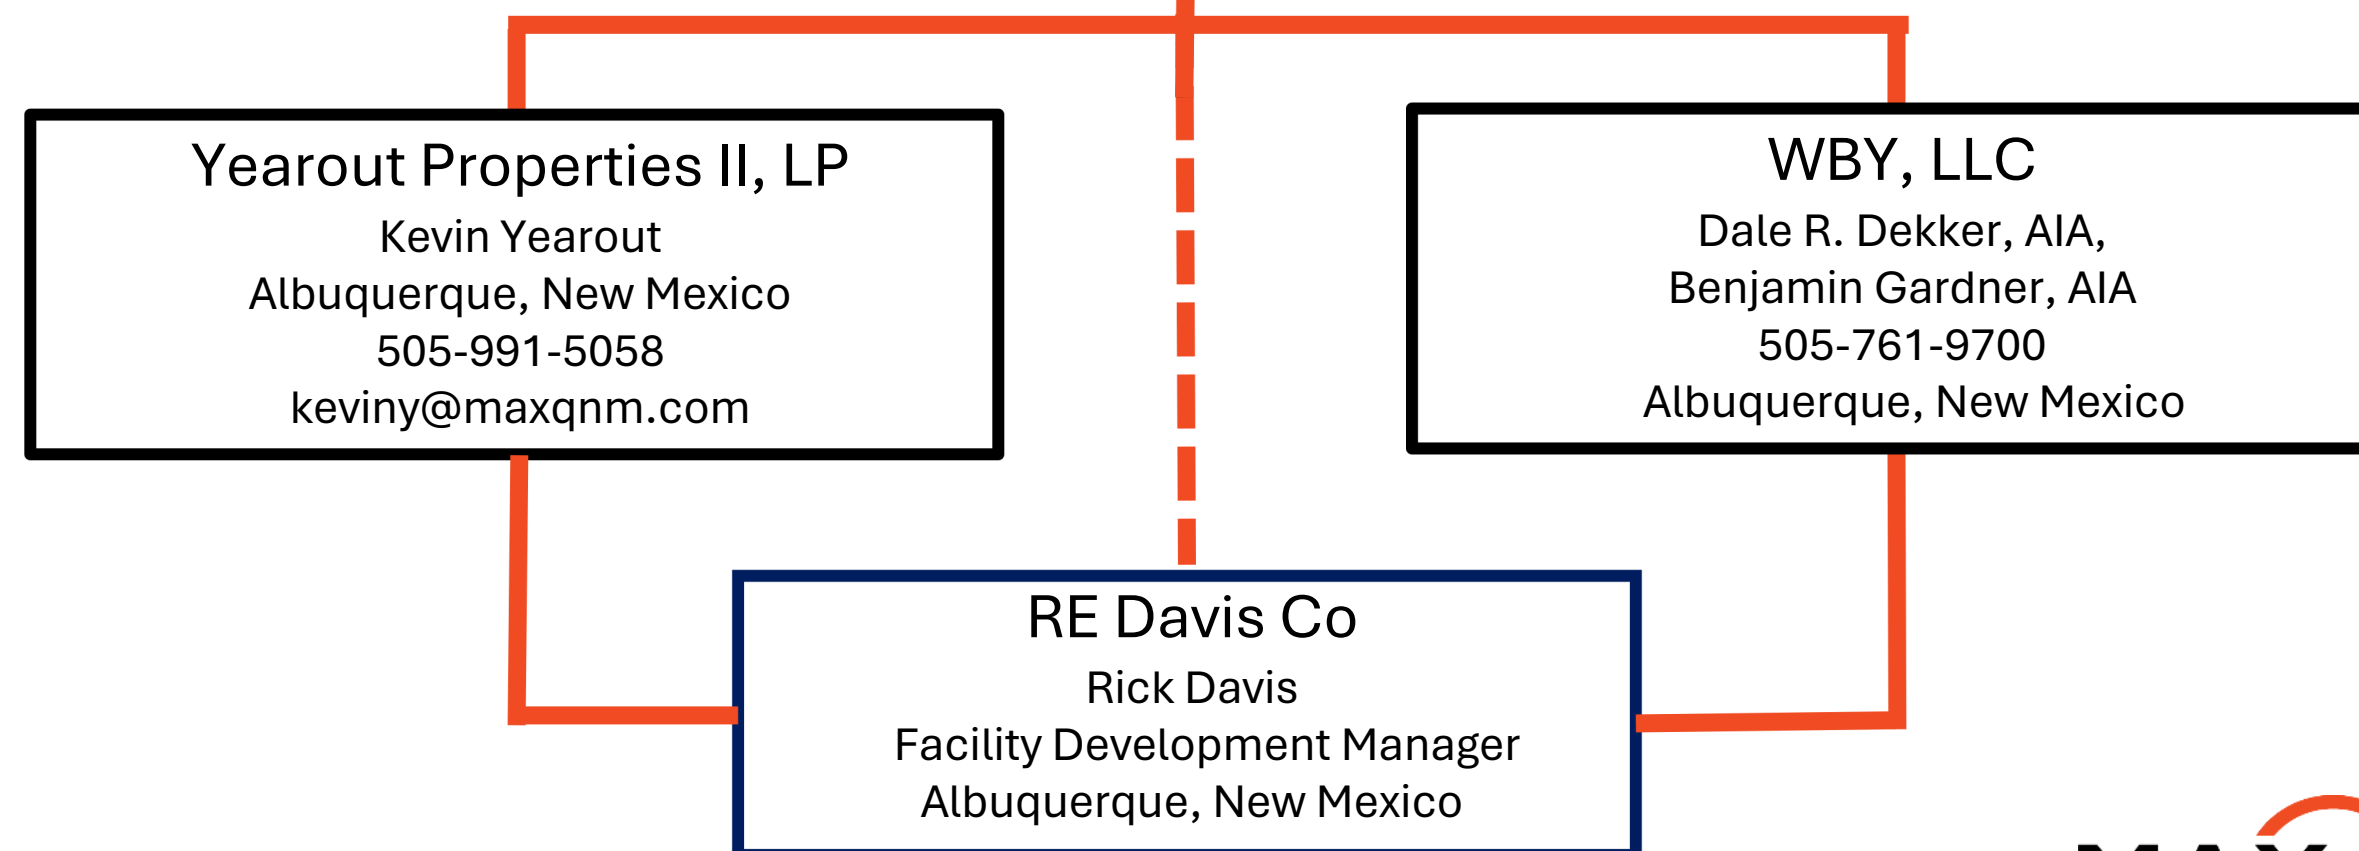 Yearout Properties II, LP
Kevin Yearout
Albuquerque, New Mexico
505-991-5058
keviny@maxqnm.com
WBY, LLC
Dale R. Dekker, AIA,
Benjamin Gardner, AIA
505-761-9700
Albuquerque, New Mexico
RE Davis Co
Rick Davis
Facility Development Manager
Albuquerque, New Mexico